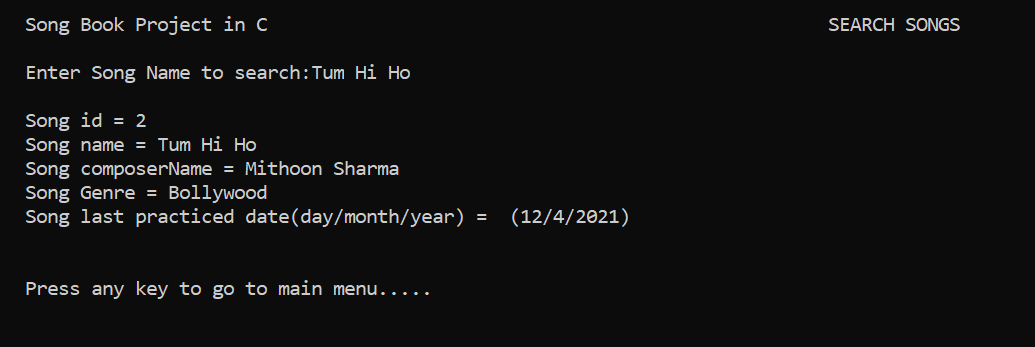 Song Book Project in C SEARCH SONGS
Enter Song Name to search:Tum Hi Ho
Song id = 2
Song name = Tum Hi Ho
Song composerName = Mithoon Sharma
Song Genre = Bollywood
Song last practiced date(day/month/year) =  (12/4/2021)
Press any key to go to main menu.....